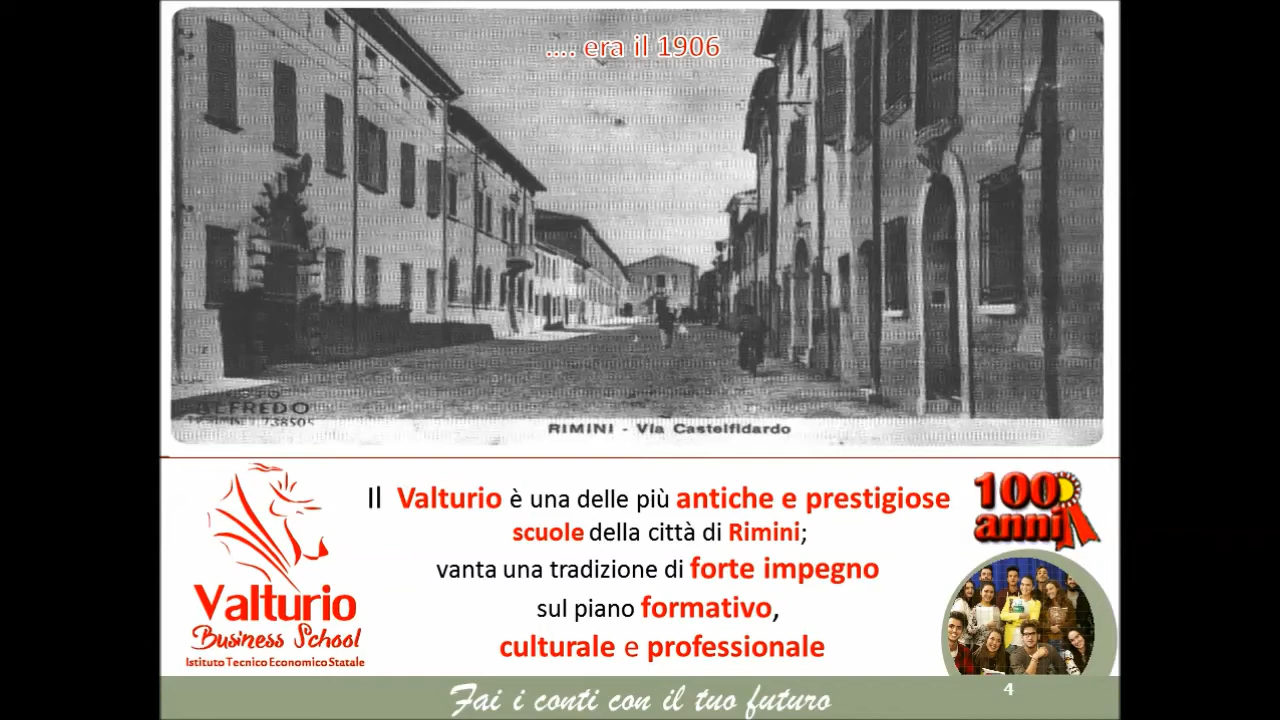 .... era il 1906
ALFREDO
RIMINI - Via Castelfidardo
Il Valturio è una delle più antiche e prestigiose
scuole della città di Rimini;
vanta una tradizione di forte impegno
sul piano formativo,
culturale e professionale
Valturio
Business School
Istituto Tecnico Economico Statale
100
anni
Fai i conti con il tuo futuro
4